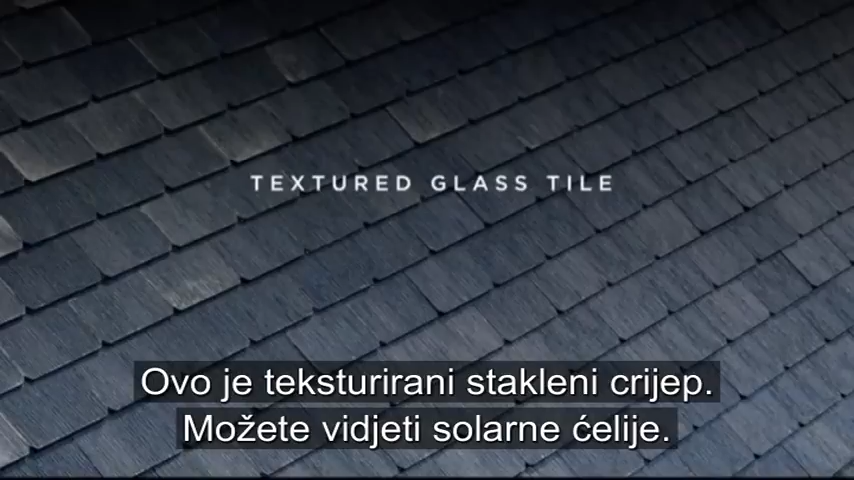 TEXTURED GLASS TILE
Ovo je teksturirani stakleni crijep.
Možete vidjeti solarne ćelije.